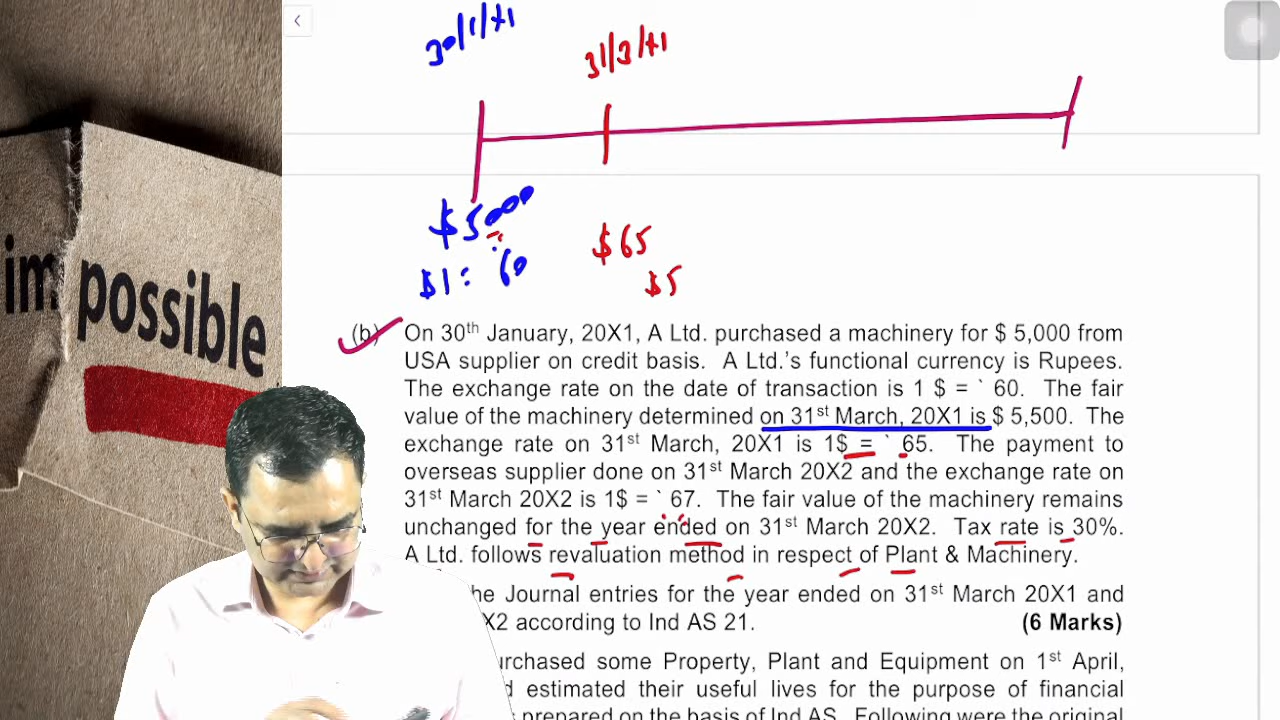 30/1/x1
31/3/x1
$ 5000
$ 65
$1 = 60
$5
impossible
(b) On 30th January, 20X1, A Ltd. purchased a machinery for $ 5,000 from
USA supplier on credit basis. A Ltd.'s functional currency is Rupees.
The exchange rate on the date of transaction is 1 $ = ` 60. The fair
value of the machinery determined on 31st March, 20X1 is $ 5,500. The
exchange rate on 31st March, 20X1 is 1$ = ` 65. The payment to
overseas supplier done on 31st March 20X2 and the exchange rate on
31st March 20X2 is 1$ = ` 67. The fair value of the machinery remains
unchanged for the year ended on 31st March 20X2. Tax rate is 30%.
A Ltd. follows revaluation method in respect of Plant & Machinery.
the Journal entries for the year ended on 31st March 20X1 and
X2 according to Ind AS 21. (6 Marks)
urchased some Property, Plant and Equipment on 1st April,
estimated their useful lives for the purpose of financial
prepared on the basis of Ind AS. Following were the original